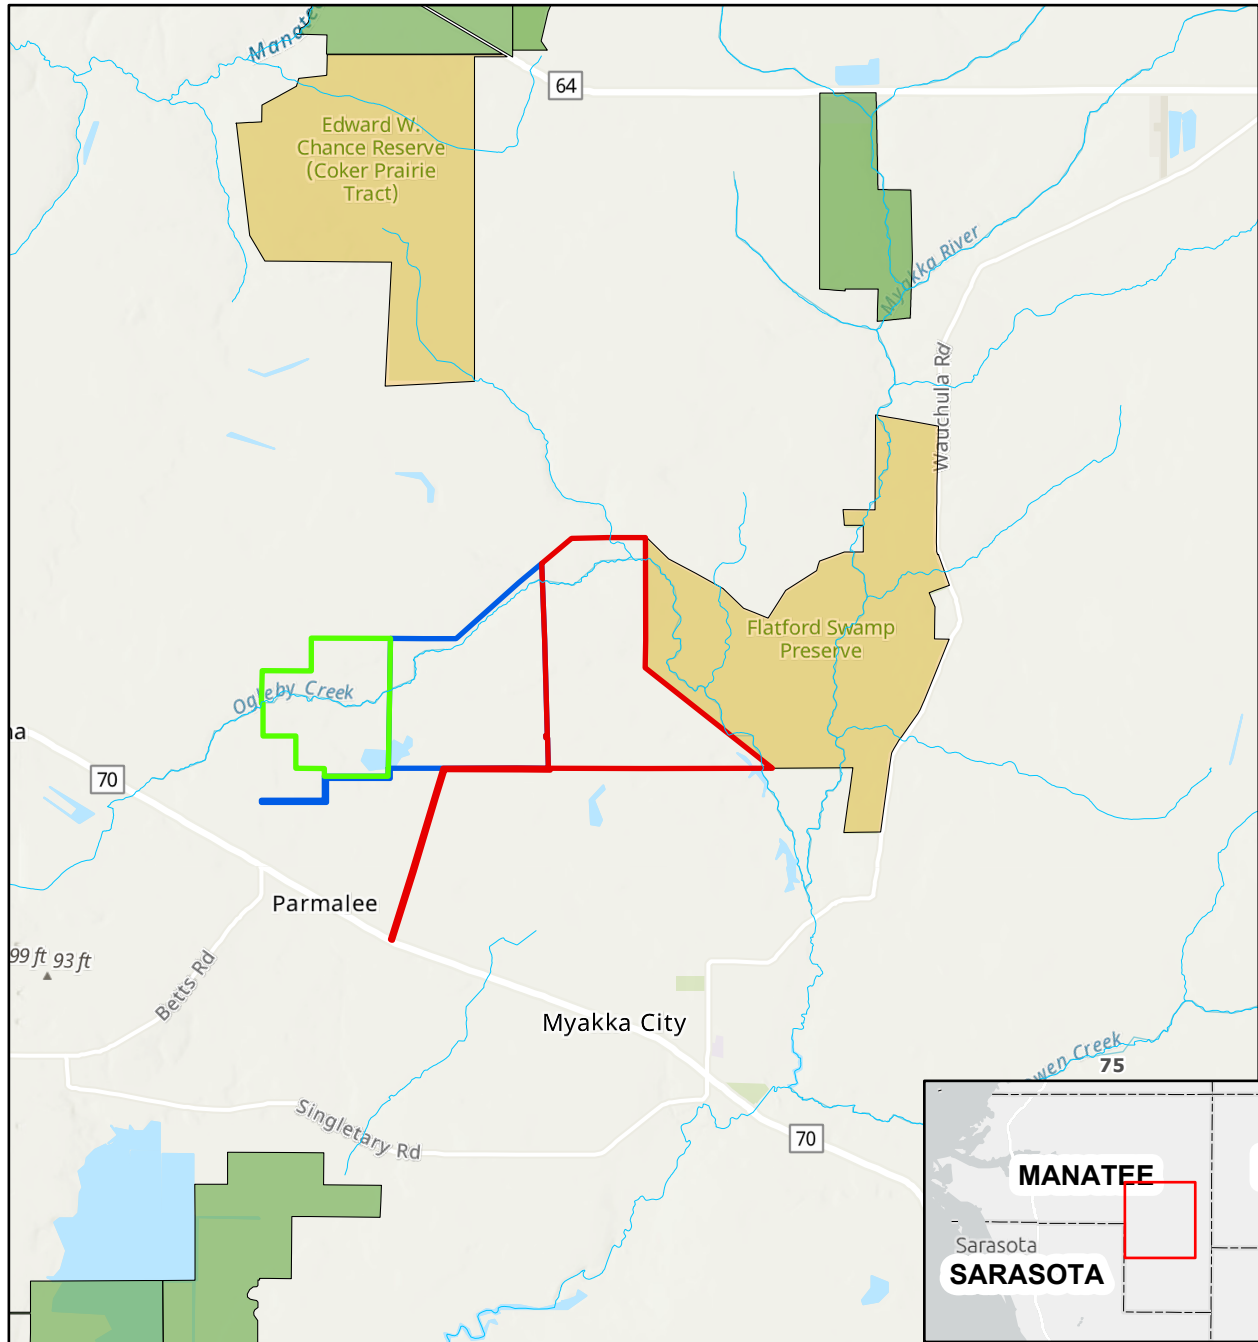 64
Edward W.
Chance Reserve
(Coker Prairie
Tract)
Myakka River
Wauchula Rd
Flatford Swamp
Preserve
Ogleby Creek
70
Parmalee
99 ft 93 ft
Betts Rd
Myakka City
Singletary Rd
70
75
MANATEE
Sarasota
SARASOTA